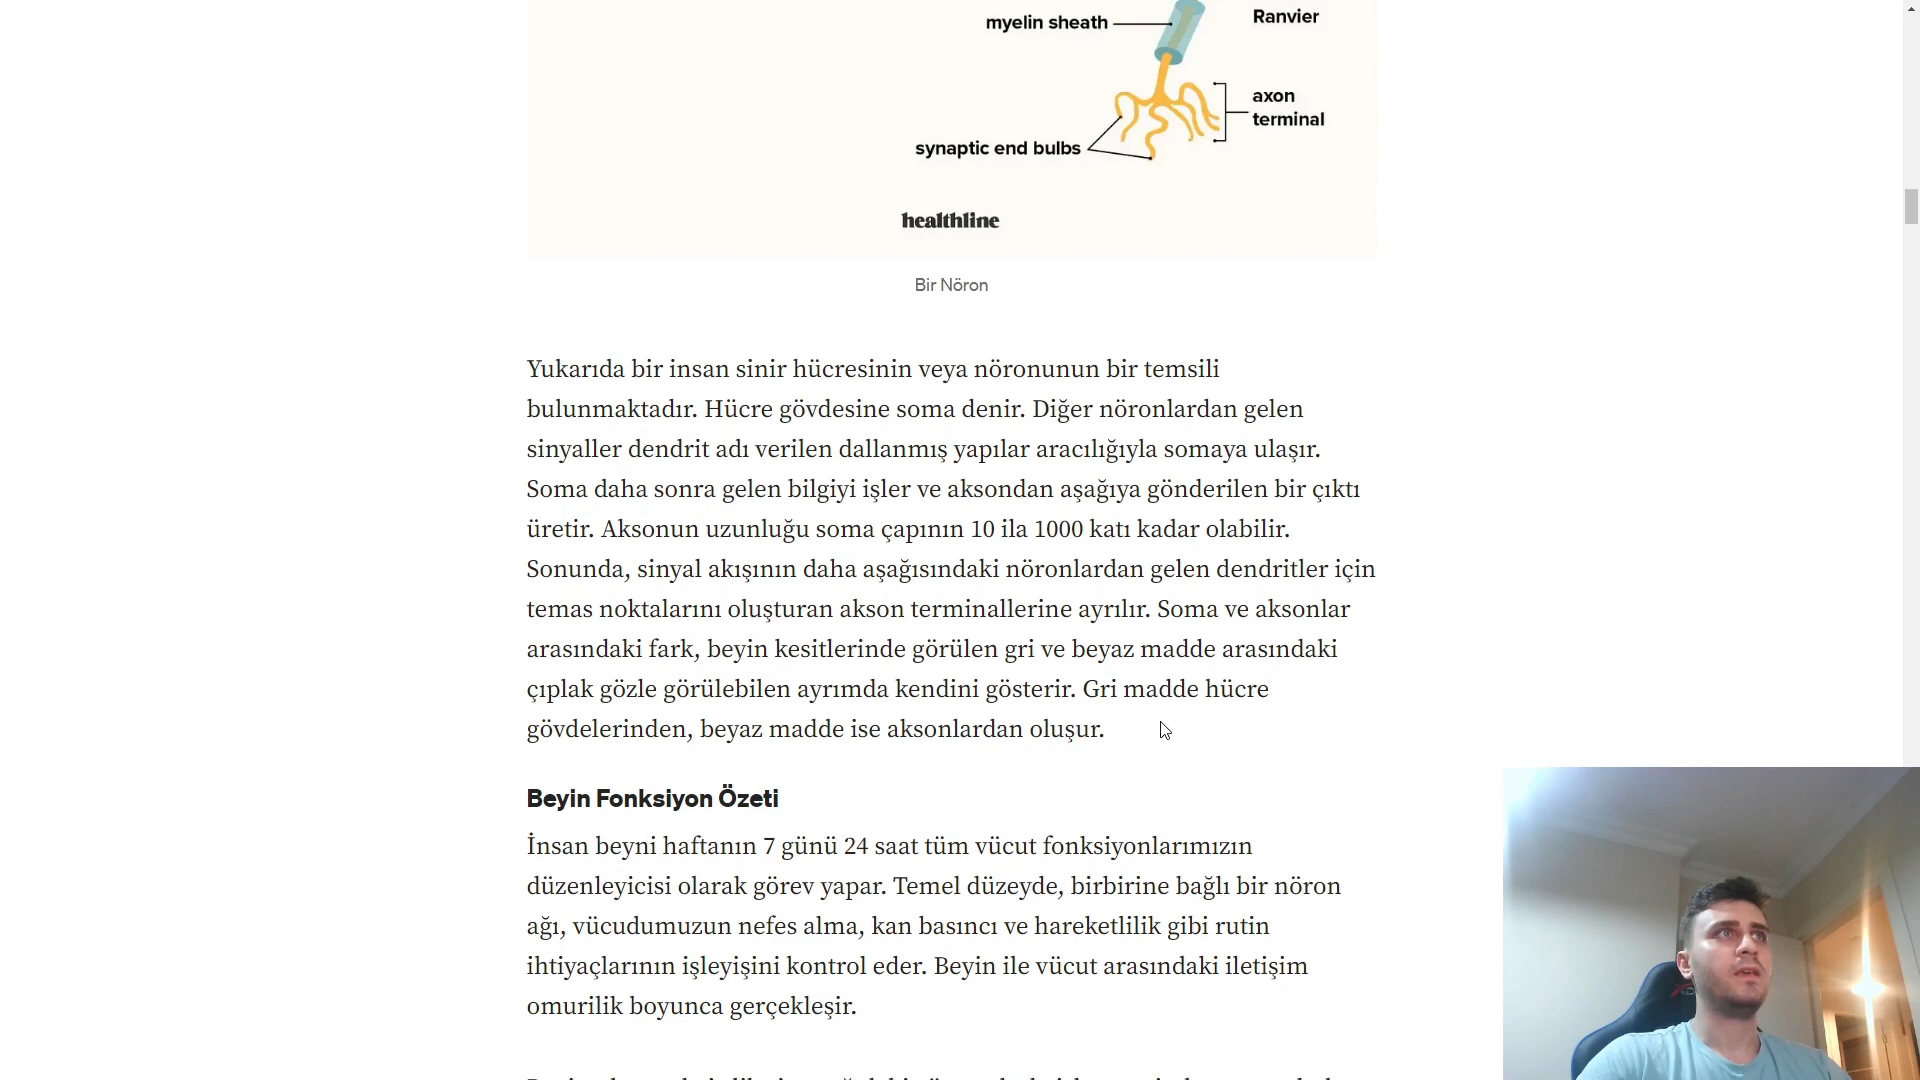 myelin sheath
Ranvier
axon
terminal
synaptic end bulbs
healthline
Bir Nöron
Yukarıda bir insan sinir hücresinin veya nöronunun bir temsili
bulunmaktadır. Hücre gövdesine soma denir. Diğer nöronlardan gelen
sinyaller dendrit adı verilen dallanmış yapılar aracılığıyla somaya ulaşır.
Soma daha sonra gelen bilgiyi işler ve aksondan aşağıya gönderilen bir çıktı
üretir. Aksonun uzunluğu soma çapının 10 ila 1000 katı kadar olabilir.
Sonunda, sinyal akışının daha aşağısındaki nöronlardan gelen dendritler için
temas noktalarını oluşturan akson terminallerine ayrılır. Soma ve aksonlar
arasındaki fark, beyin kesitlerinde görülen gri ve beyaz madde arasındaki
çıplak gözle görülebilen ayrımda kendini gösterir. Gri madde hücre
gövdelerinden, beyaz madde ise aksonlardan oluşur.
Beyin Fonksiyon Özeti
İnsan beyni haftanın 7 günü 24 saat tüm vücut fonksiyonlarımızın
düzenleyicisi olarak görev yapar. Temel düzeyde, birbirine bağlı bir nöron
ağı, vücudumuzun nefes alma, kan basıncı ve hareketlilik gibi rutin
ihtiyaçlarının işleyişini kontrol eder. Beyin ile vücut arasındaki iletişim
omurilik boyunca gerçekleşir.